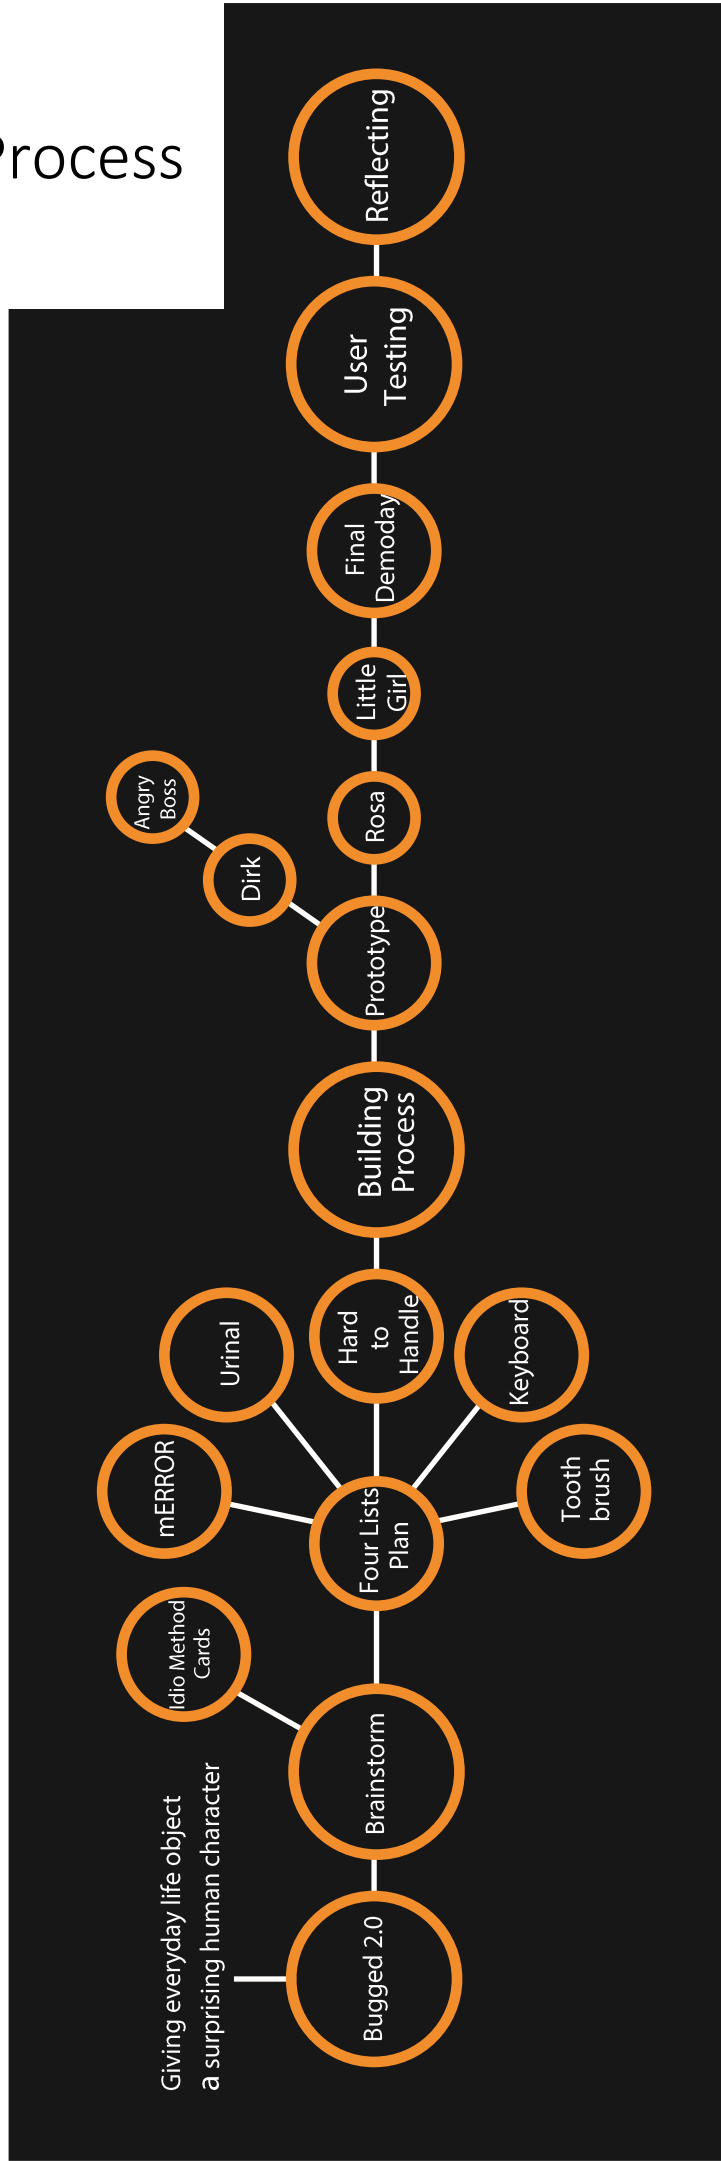 Process
Giving everyday life object
a surprising human character
Bugged 2.0
Brainstorm
Idio Method
Cards
Four Lists
Plan
mERROR
Urinal
Hard
to
Handle
Keyboard
Tooth
brush
Building
Process
Prototype
Dirk
Angry
Boss
Rosa
Little
Girl
Final
Demoday
User
Testing
Reflecting